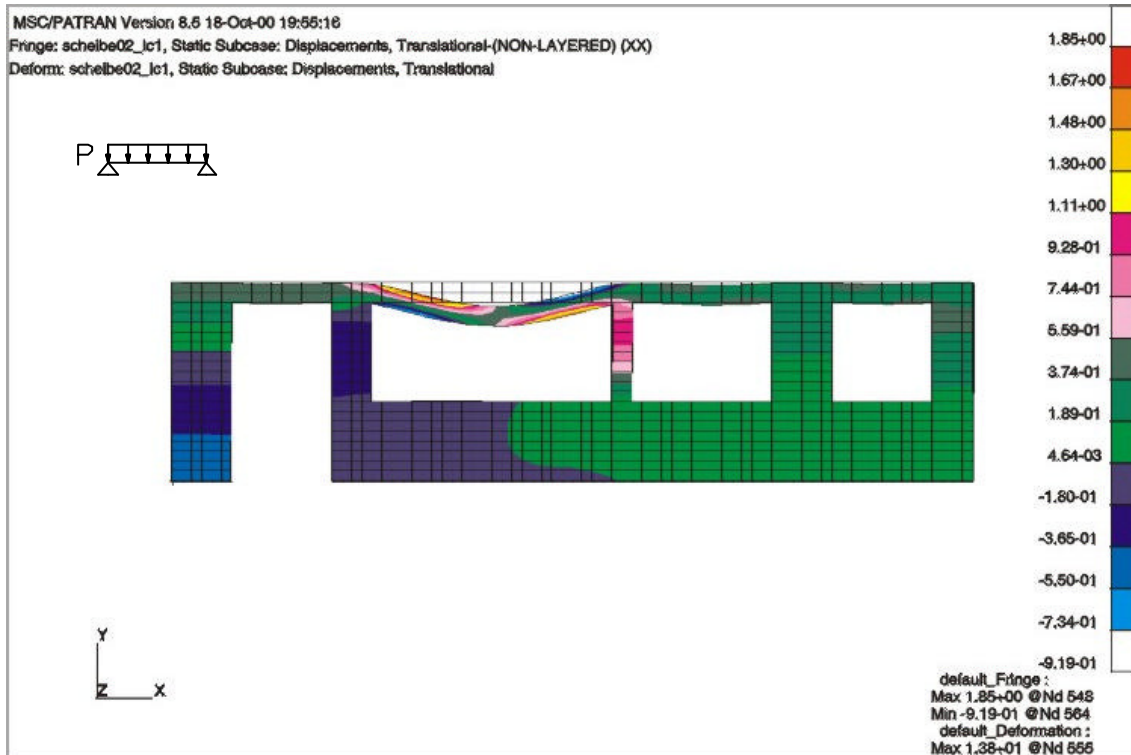 MSC/PATRAN Version 8.5 18-Oct-00 19:55:16
Fringe: scheibe02_lc1, Static Subcase: Displacements, Translational-(NON-LAYERED) (XX)
Deform: scheibe02_lc1, Static Subcase: Displacements, Translational
P
1.85+00
1.67+00
1.48+00
1.30+00
1.11+00
9.28-01
7.44-01
5.59-01
3.74-01
1.89-01
4.64-03
-1.80-01
-3.65-01
-5.50-01
-7.34-01
-9.19-01
Y
Z X
default_Fringe :
Max 1.85+00 @Nd 548
Min -9.19-01 @Nd 564
default_Deformation :
Max 1.38+01 @Nd 555